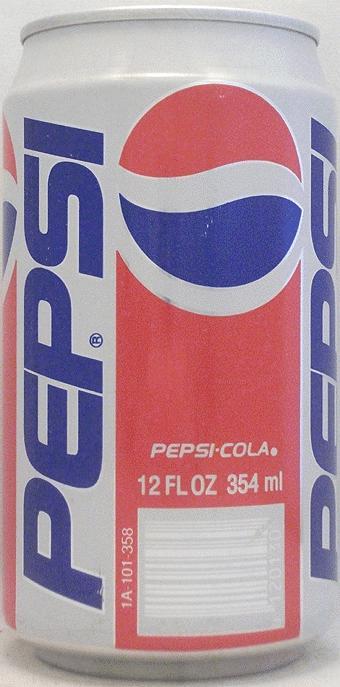 PEPSI®
PEPSI-COLA®
12 FL OZ 354 ml
1A-101-358
PEPSI